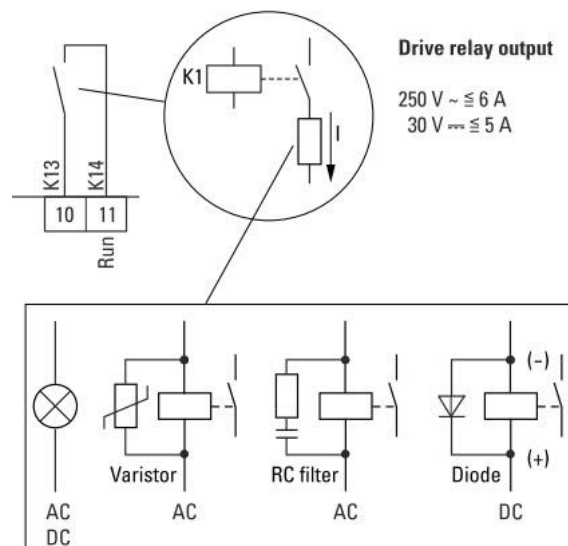 Drive relay output
K1
250 V ~ ≦ 6 A
30 V ⎓ ≦ 5 A
I
K13
K14
10
11
Run
(–)
(+)
Varistor
RC filter
Diode
AC
DC
AC
AC
DC